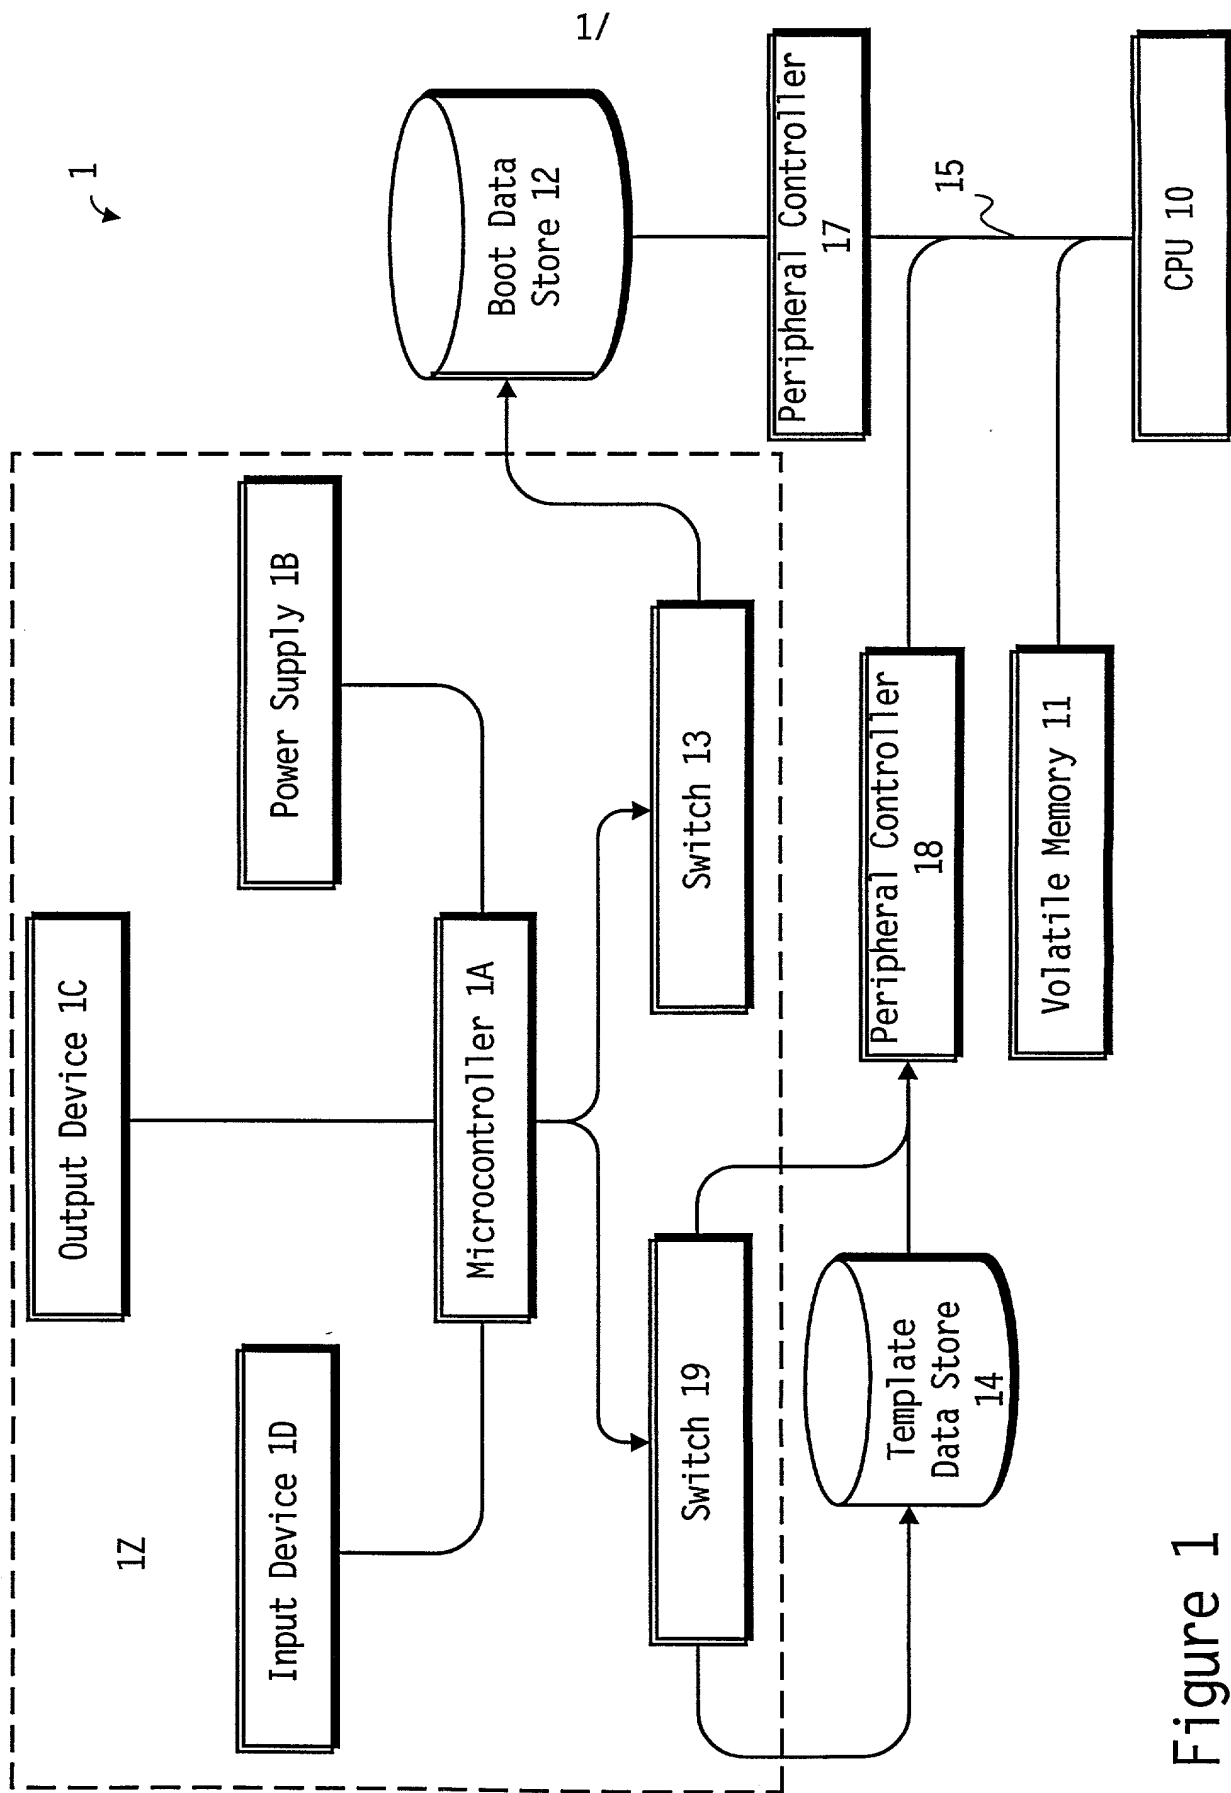 1/
1
Output Device 1C
Input Device 1D
1Z
Power Supply 1B
Microcontroller 1A
Switch 19
Switch 13
Boot Data
Store 12
Template
Data Store
14
Peripheral Controller
18
Peripheral Controller
17
Volatile Memory 11
15
CPU 10
Figure 1